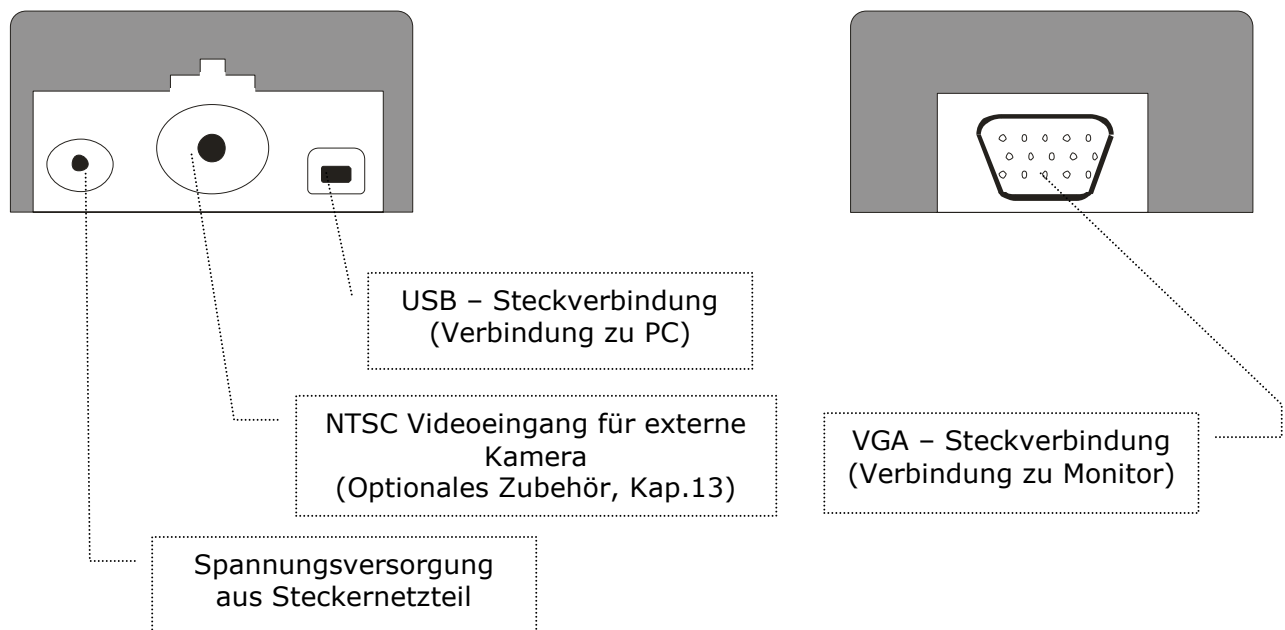 USB – Steckverbindung
(Verbindung zu PC)
NTSC Videoeingang für externe
Kamera
(Optionales Zubehör, Kap.13)
VGA – Steckverbindung
(Verbindung zu Monitor)
Spannungsversorgung
aus Steckernetzteil